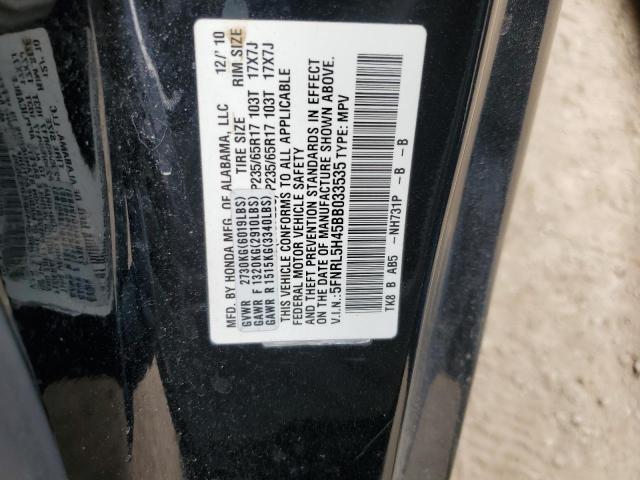 MFD. BY HONDA MFG. OF ALABAMA, LLC 12/'10
TIRE SIZE RIM SIZE
GVWR 2730KG(6019LBS)
GAWR F 1320KG(2910LBS) P235/65R17 103T 17X7J
GAWR R 1515KG(3340LBS) P235/65R17 103T 17X7J
THIS VEHICLE CONFORMS TO ALL APPLICABLE
FEDERAL MOTOR VEHICLE SAFETY
AND THEFT PREVENTION STANDARDS IN EFFECT
ON THE DATE OF MANUFACTURE SHOWN ABOVE.
V.I.N.:5FNRL5H45BB033535 TYPE: MPV
TK8 B AB5 -NH731P -B -B